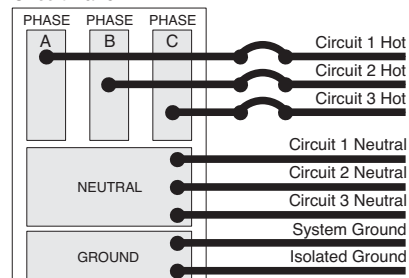 PHASE PHASE PHASE
A B C
Circuit 1 Hot
Circuit 2 Hot
Circuit 3 Hot
Circuit 1 Neutral
Circuit 2 Neutral
Circuit 3 Neutral
NEUTRAL
System Ground
Isolated Ground
GROUND